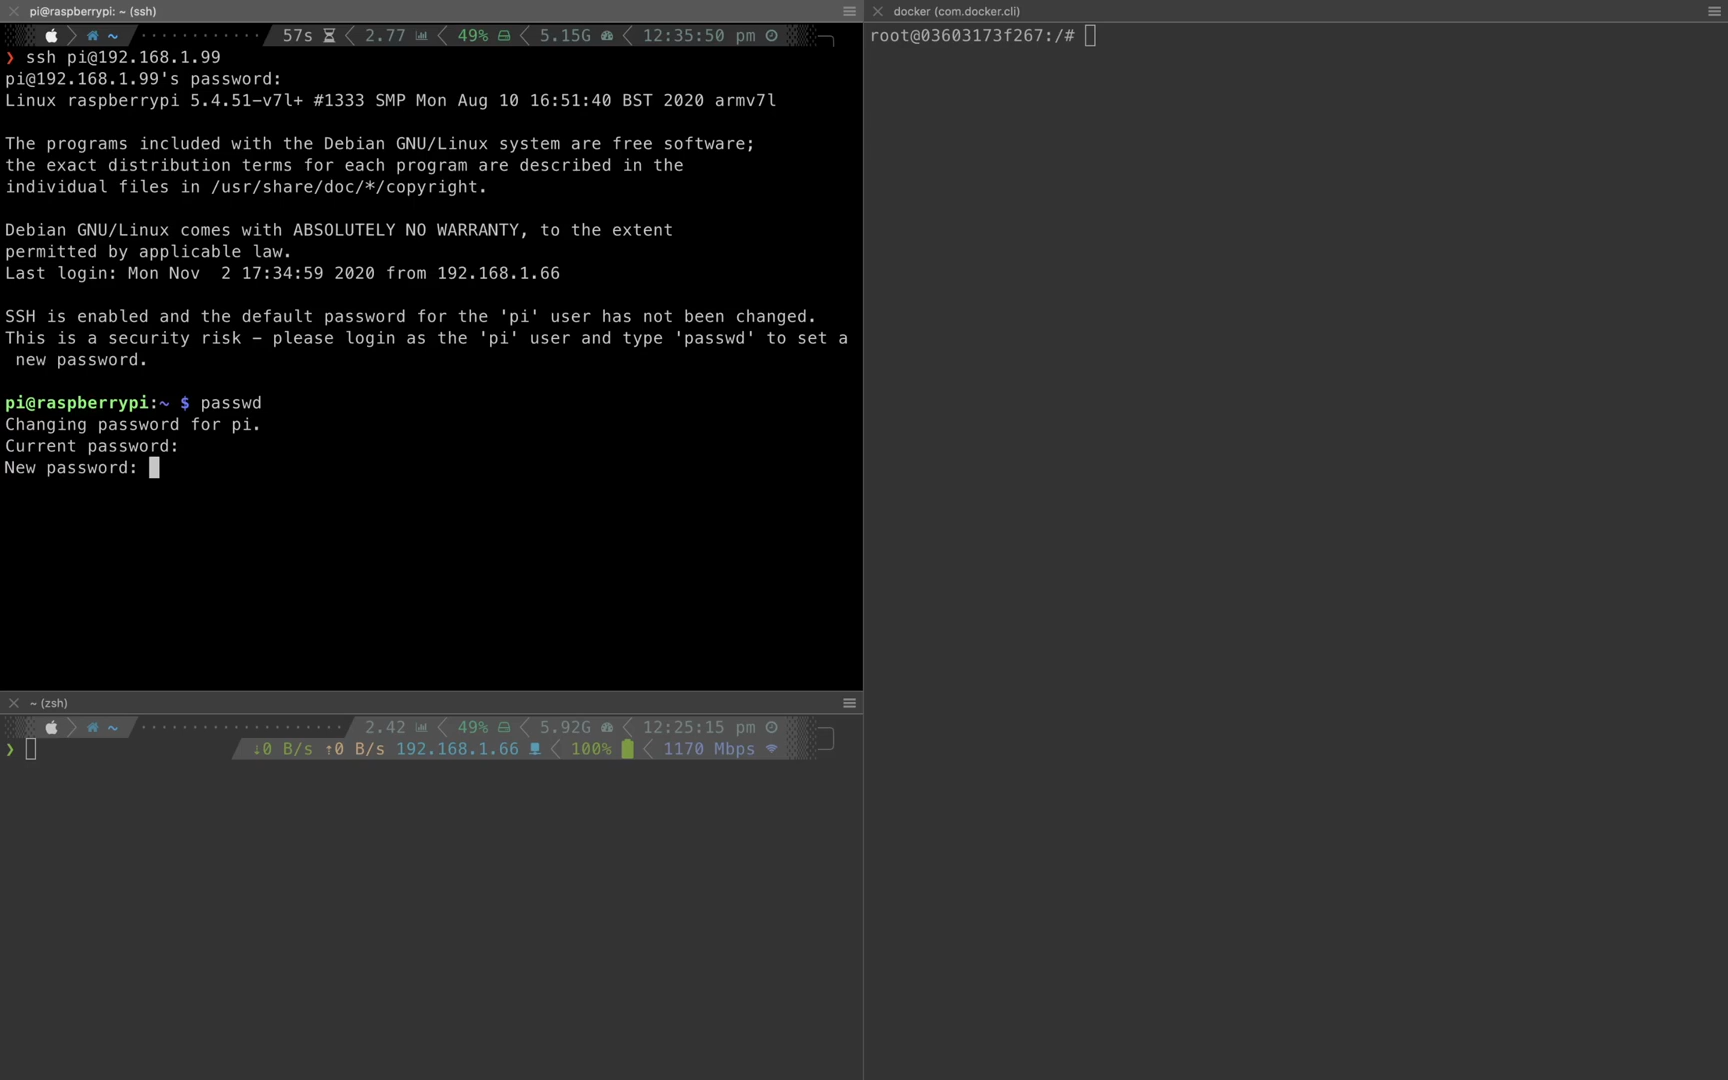 pi@raspberrypi: ~ (ssh)
57s 2.77 49% 5.15G 12:35:50 pm
❯ ssh pi@192.168.1.99
pi@192.168.1.99's password:
Linux raspberrypi 5.4.51-v7l+ #1333 SMP Mon Aug 10 16:51:40 BST 2020 armv7l
The programs included with the Debian GNU/Linux system are free software;
the exact distribution terms for each program are described in the
individual files in /usr/share/doc/*/copyright.
Debian GNU/Linux comes with ABSOLUTELY NO WARRANTY, to the extent
permitted by applicable law.
Last login: Mon Nov  2 17:34:59 2020 from 192.168.1.66
SSH is enabled and the default password for the 'pi' user has not been changed.
This is a security risk - please login as the 'pi' user and type 'passwd' to set a
new password.
pi@raspberrypi:~ $ passwd
Changing password for pi.
Current password:
New password:
~ (zsh)
~ 2.42 49% 5.92G 12:25:15 pm
❯ ↓0 B/s ↑0 B/s 192.168.1.66 100% 1170 Mbps
docker (com.docker.cli)
root@03603173f267:/#